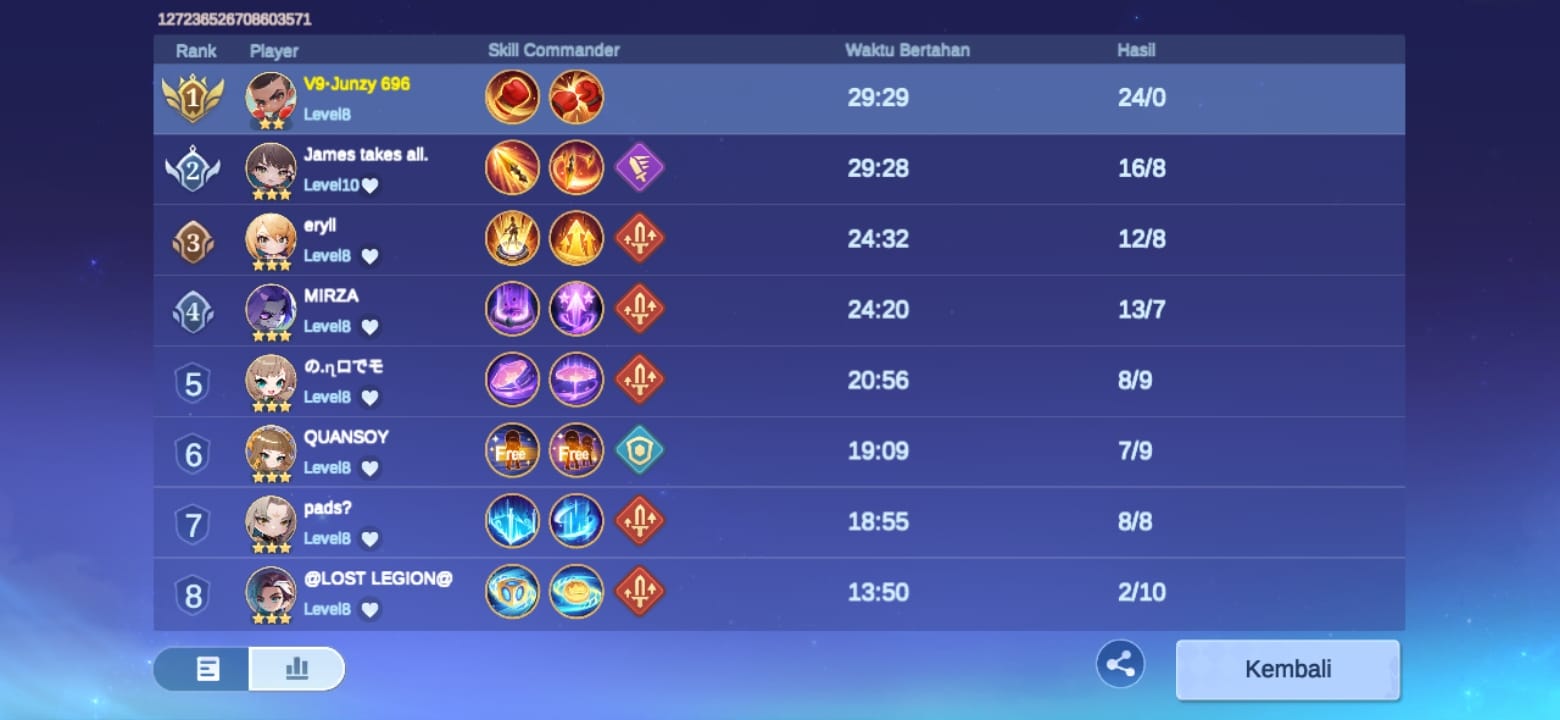 127236526708603571
Rank Player Skill Commander Waktu Bertahan Hasil
1 V9•Junzy 696 29:29 24/0
Level8
2 James takes all. 29:28 16/8
Level10
3 eryll 24:32 12/8
Level8
4 MIRZA 24:20 13/7
Level8
5 の.η口でモ 20:56 8/9
Level8
6 QUANSOY Free Free 19:09 7/9
Level8
7 pads? 18:55 8/8
Level8
8 @LOST LEGION@ 13:50 2/10
Level8
Kembali